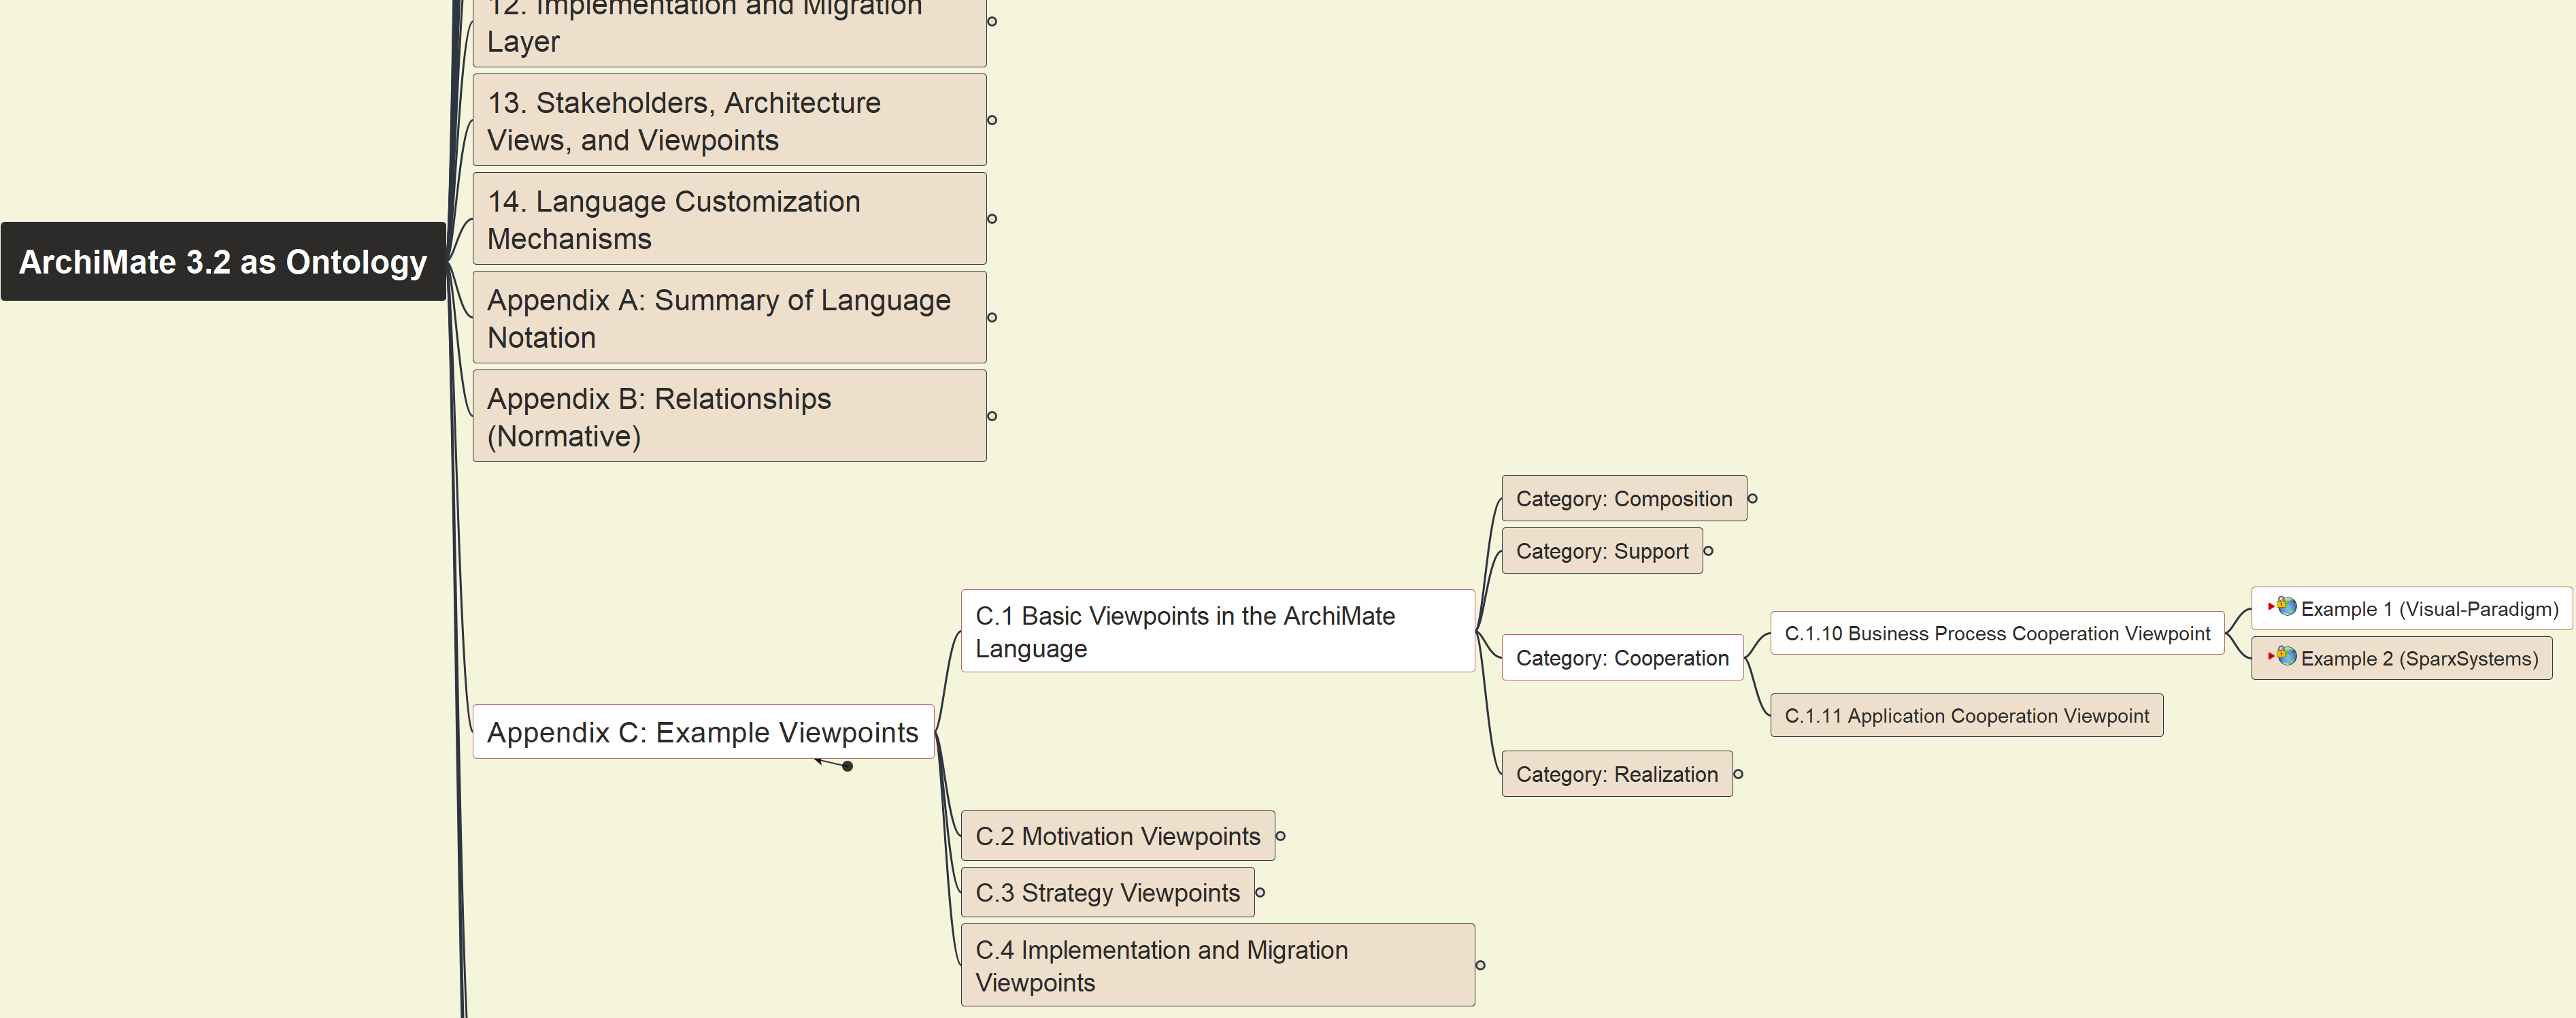 12. Implementation and Migration
Layer
13. Stakeholders, Architecture
Views, and Viewpoints
14. Language Customization
Mechanisms
ArchiMate 3.2 as Ontology
Appendix A: Summary of Language
Notation
Appendix B: Relationships
(Normative)
Appendix C: Example Viewpoints
C.1 Basic Viewpoints in the ArchiMate
Language
Category: Composition
Category: Support
Category: Cooperation
C.1.10 Business Process Cooperation Viewpoint
Example 1 (Visual-Paradigm)
Example 2 (SparxSystems)
C.1.11 Application Cooperation Viewpoint
Category: Realization
C.2 Motivation Viewpoints
C.3 Strategy Viewpoints
C.4 Implementation and Migration
Viewpoints